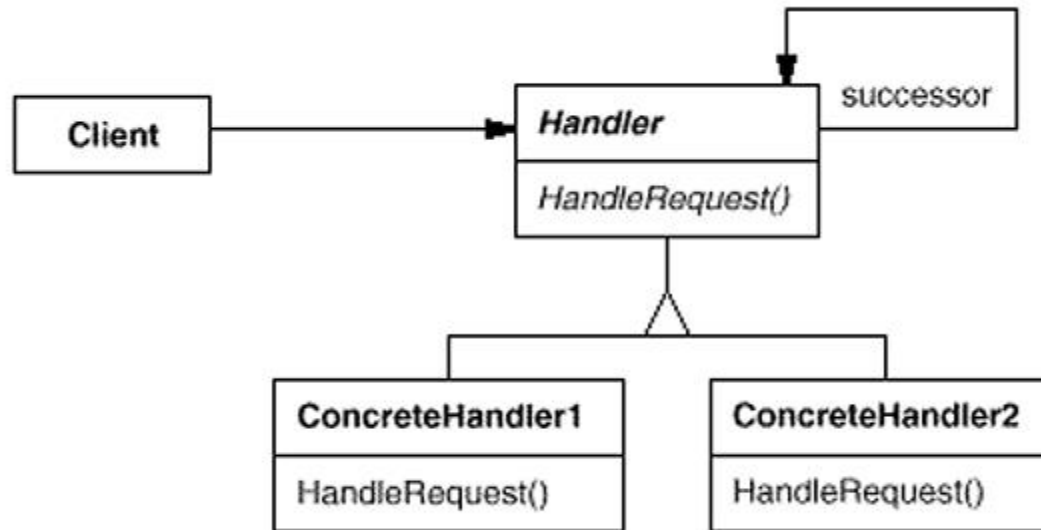 Client
Handler
successor
HandleRequest()
ConcreteHandler1
ConcreteHandler2
HandleRequest()
HandleRequest()